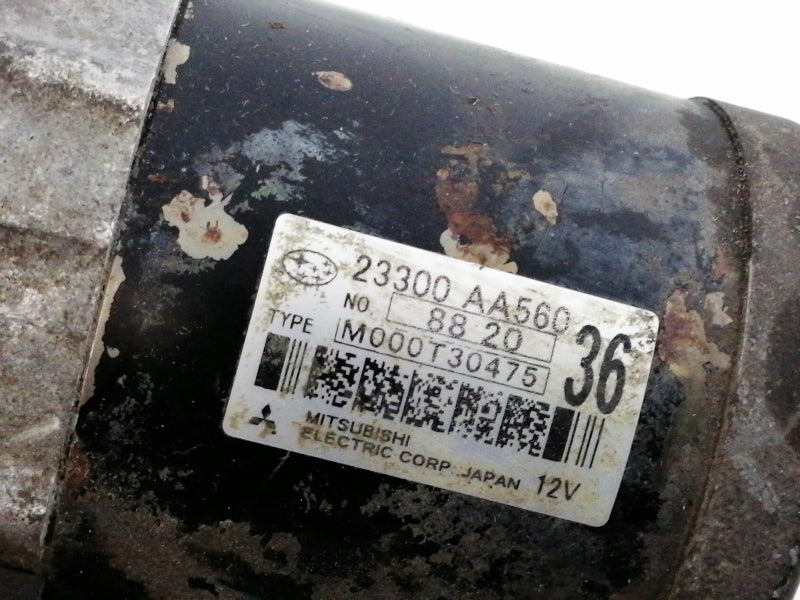 23300 AA560
NO 88 20
TYPE M000T30475
36
MITSUBISHI
ELECTRIC CORP. JAPAN 12V